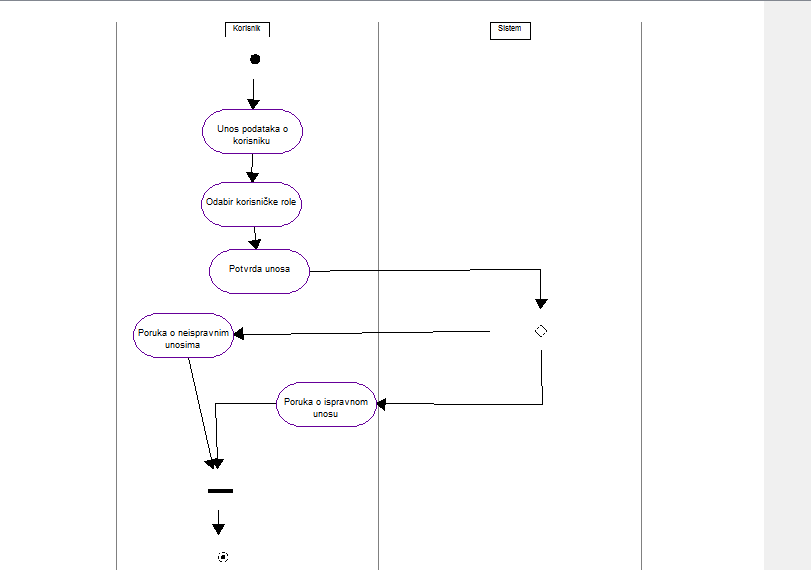 Korisnik
Sistem
Unos podataka o
korisniku
Odabir korisničke role
Potvrda unosa
Poruka o neispravnim
unosima
Poruka o ispravnom
unosu